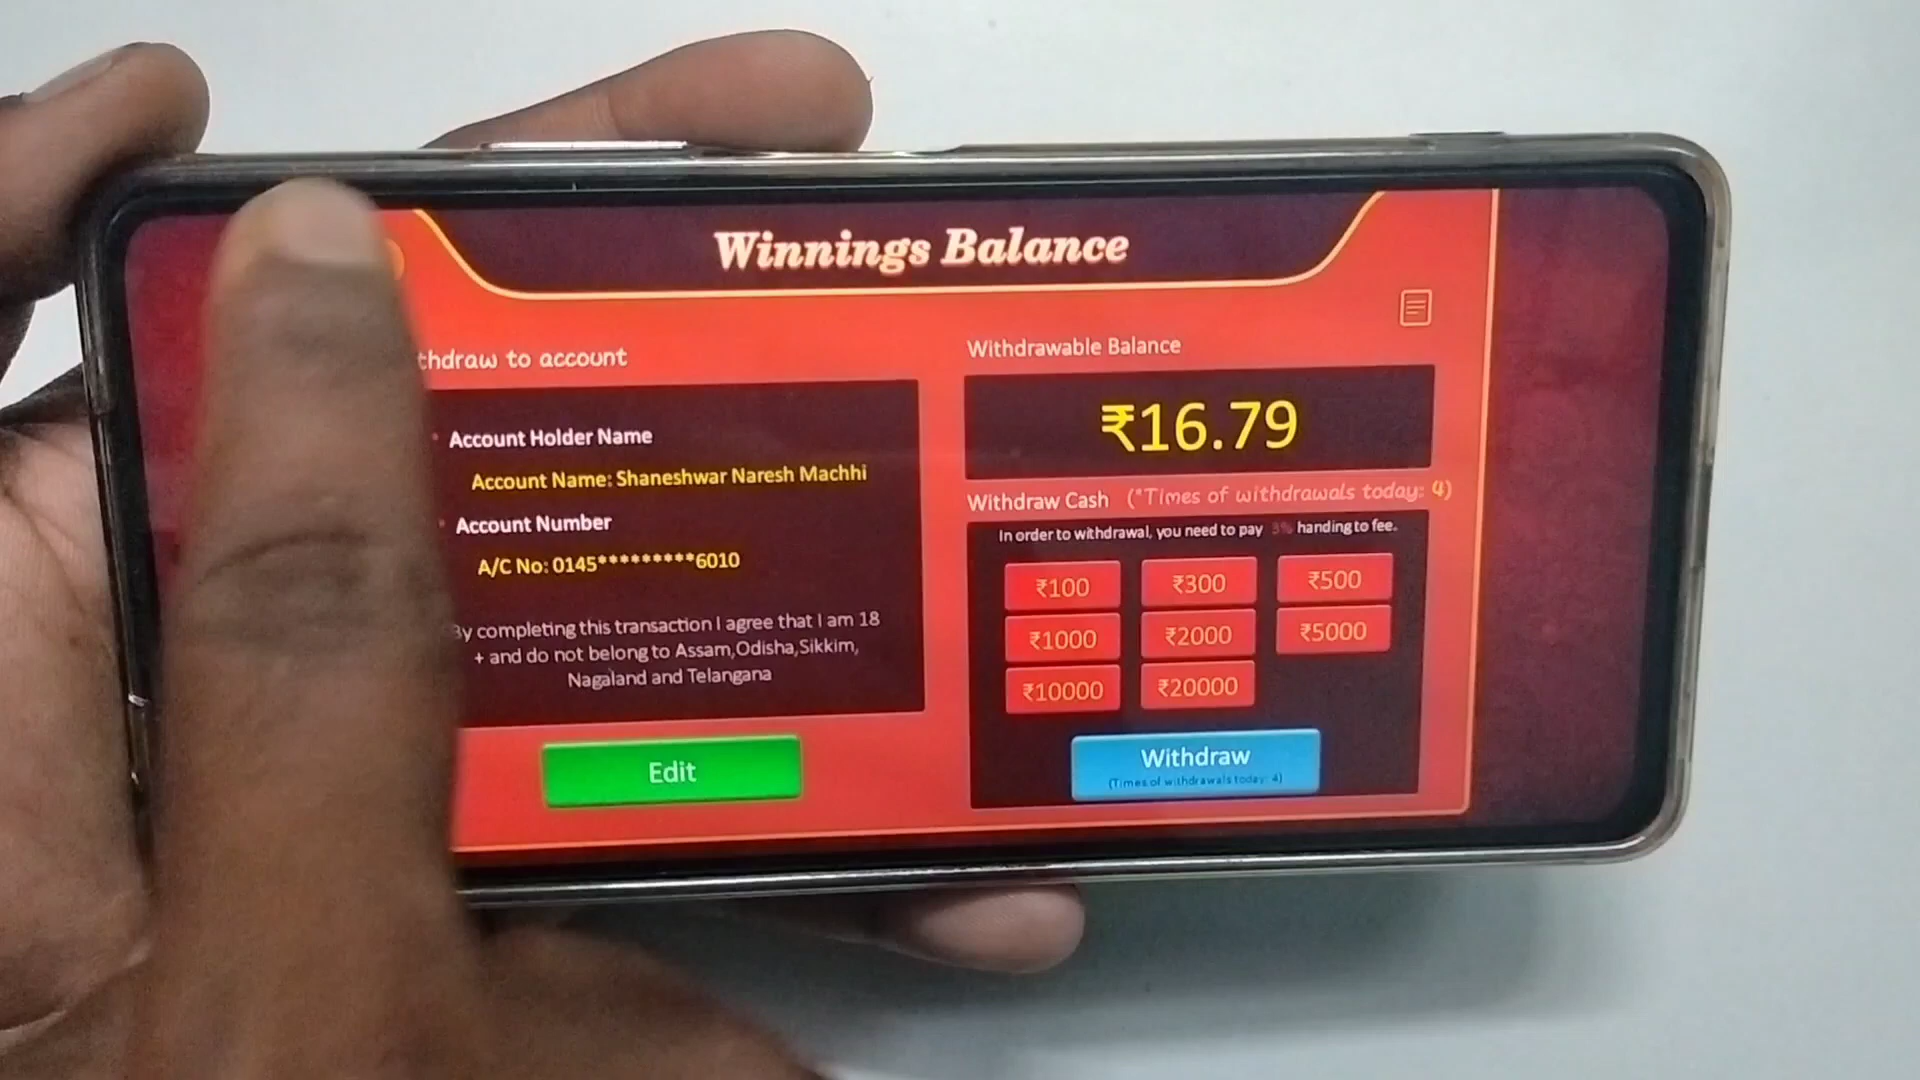 Winnings Balance
thdraw to account
Account Holder Name
Account Name: Shaneshwar Naresh Machhi
Account Number
A/C No: 0145*********6010
By completing this transaction I agree that I am 18
+ and do not belong to Assam,Odisha,Sikkim,
Nagaland and Telangana
Edit
Withdrawable Balance
₹16.79
Withdraw Cash (*Times of withdrawals today: 4)
In order to withdrawal, you need to pay 3% handing to fee.
₹100 ₹300 ₹500
₹1000 ₹2000 ₹5000
₹10000 ₹20000
Withdraw
(Times of withdrawals today: 4)